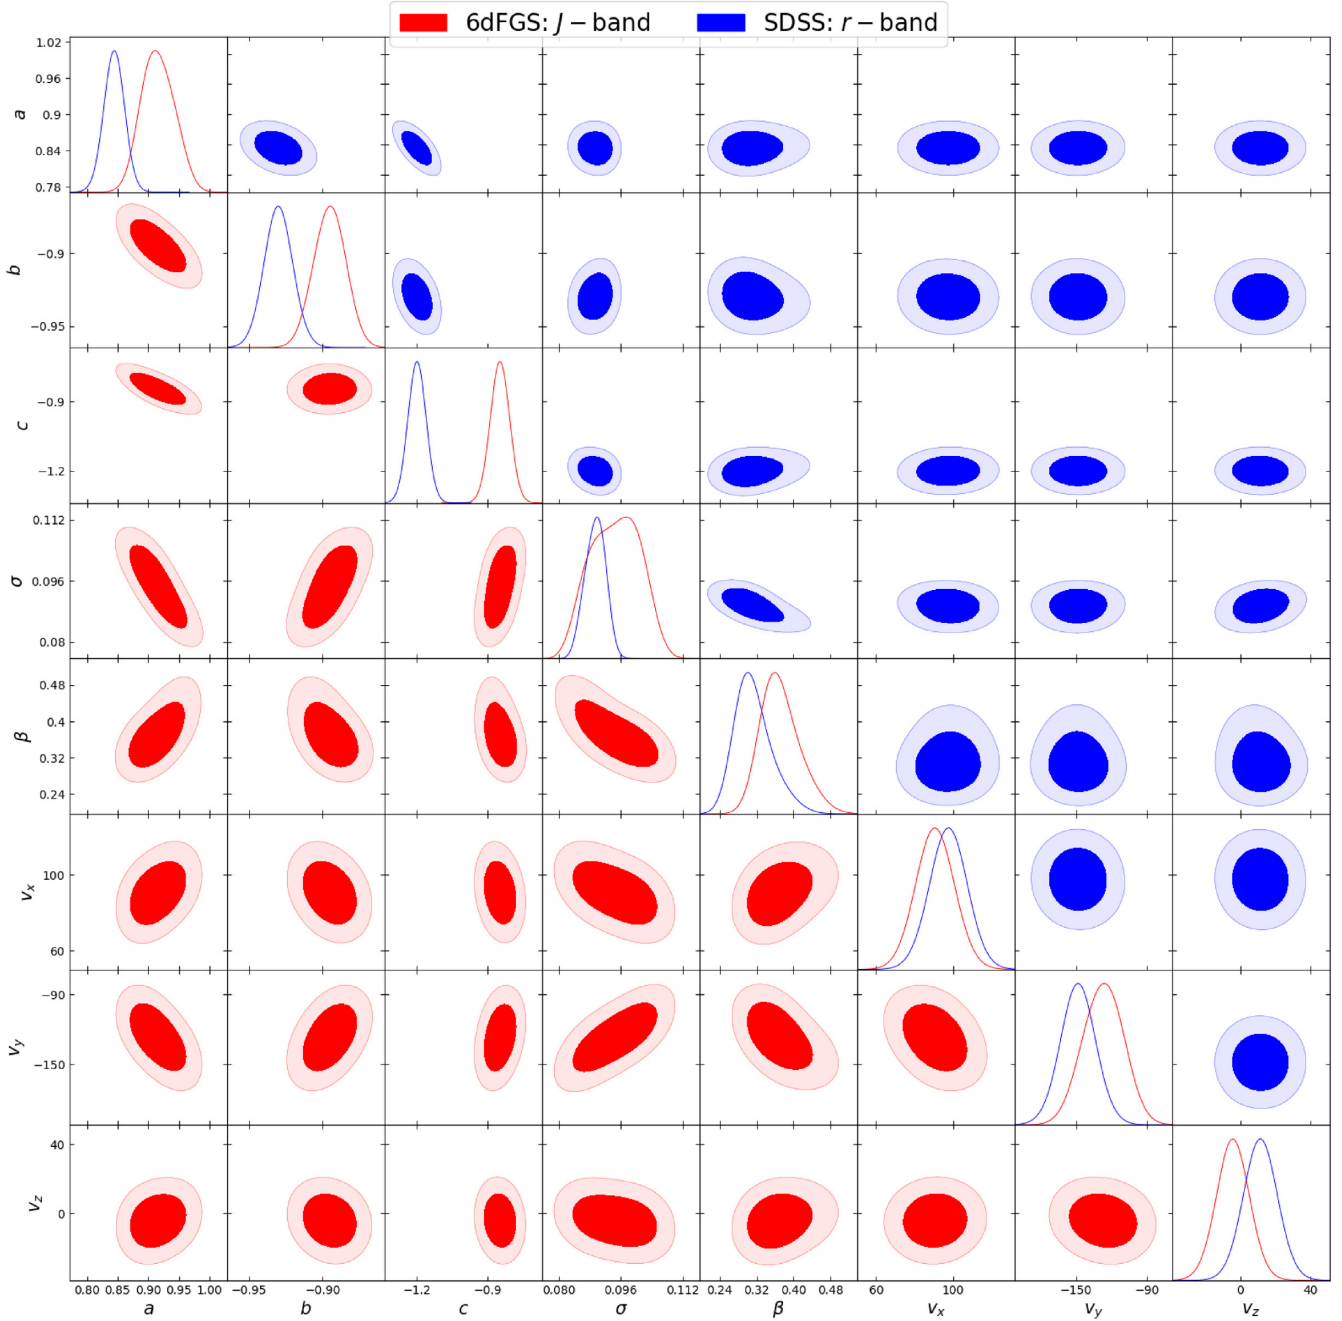 6dFGS: J − band SDSS: r − band
1.02
0.96
0.9
0.84
0.78
a
−0.9
−0.95
b
−0.9
−1.2
c
0.112
0.096
0.08
σ
0.48
0.4
0.32
0.24
β
100
60
v_x
−90
−150
v_y
40
0
v_z
0.80 0.85 0.90 0.95 1.00 −0.95 −0.90 −1.2 −0.9 0.080 0.096 0.112 0.24 0.32 0.40 0.48 60 100 −150 −90 0 40
a b c σ β v_x v_y v_z